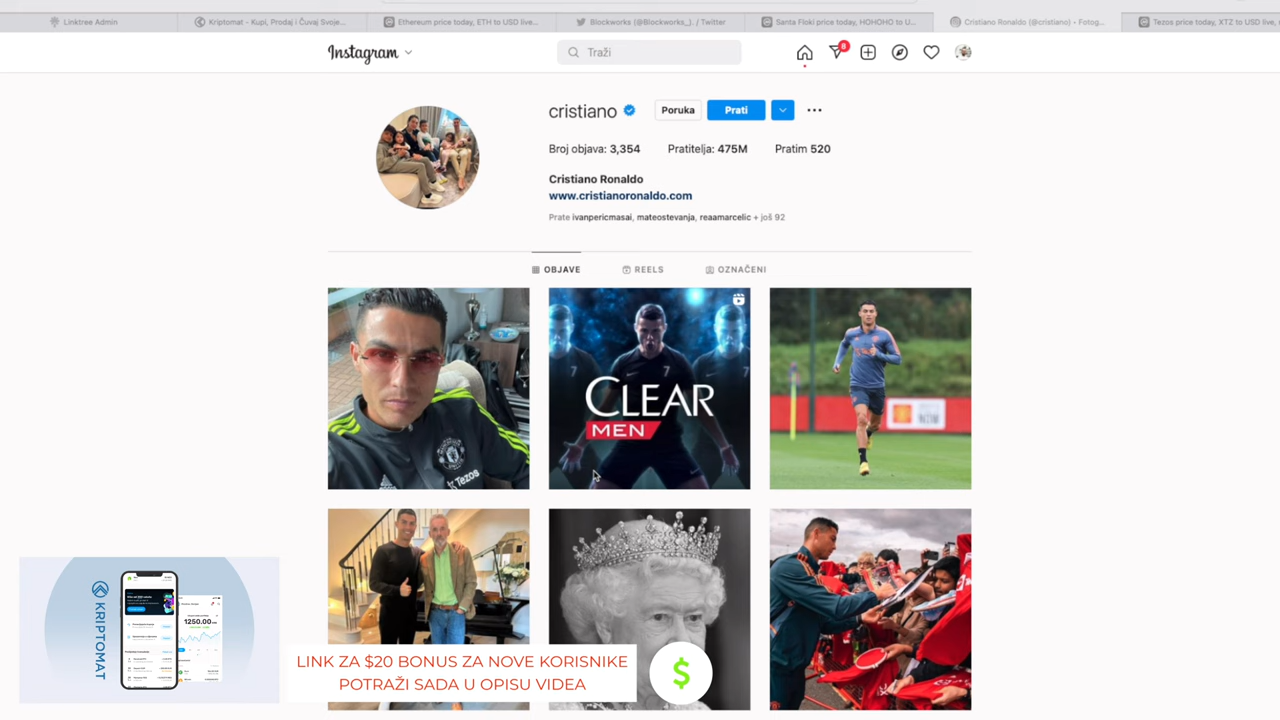 Linktree Admin
Kriptomat - Kupi, Prodaj i Čuvaj Svoje...
Ethereum price today, ETH to USD live...
Blockworks (@Blockworks_). / Twitter
Santa Floki price today, HOHOHO to U...
Cristiano Ronaldo (@cristiano) • Fotog...
Tezos price today, XTZ to USD live,
Instagram
Traži
8
cristiano
Poruka
Prati
Broj objava: 3,354
Pratitelja: 475M
Pratim 520
Cristiano Ronaldo
www.cristianoronaldo.com
Prate ivanpericmasai, mateostevanja, reaamarcelic + još 92
OBJAVE
REELS
OZNAČENI
Tezos
7
7
CLEAR
MEN
KRIPTOMAT
1250.00
LINK ZA $20 BONUS ZA NOVE KORISNIKE
POTRAŽI SADA U OPISU VIDEA
$